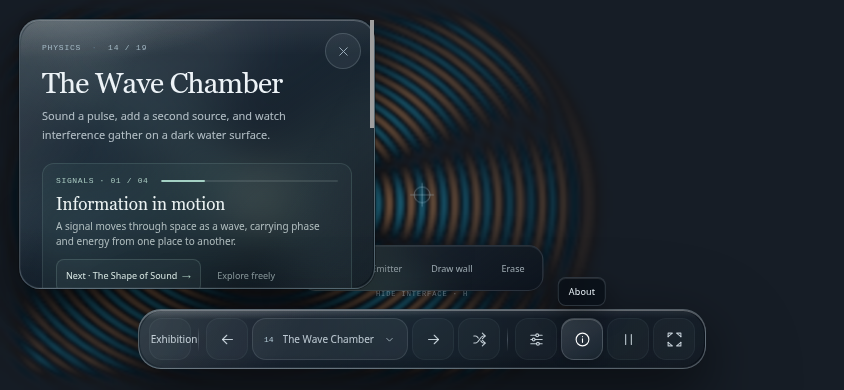 PHYSICS · 14 / 19
The Wave Chamber
Sound a pulse, add a second source, and watch
interference gather on a dark water surface.
SIGNALS · 01 / 04
Information in motion
A signal moves through space as a wave, carrying phase
and energy from one place to another.
Next · The Shape of Sound →
Explore freely
Draw wall
Erase
HIDE INTERFACE · H
About
Exhibition
14 The Wave Chamber